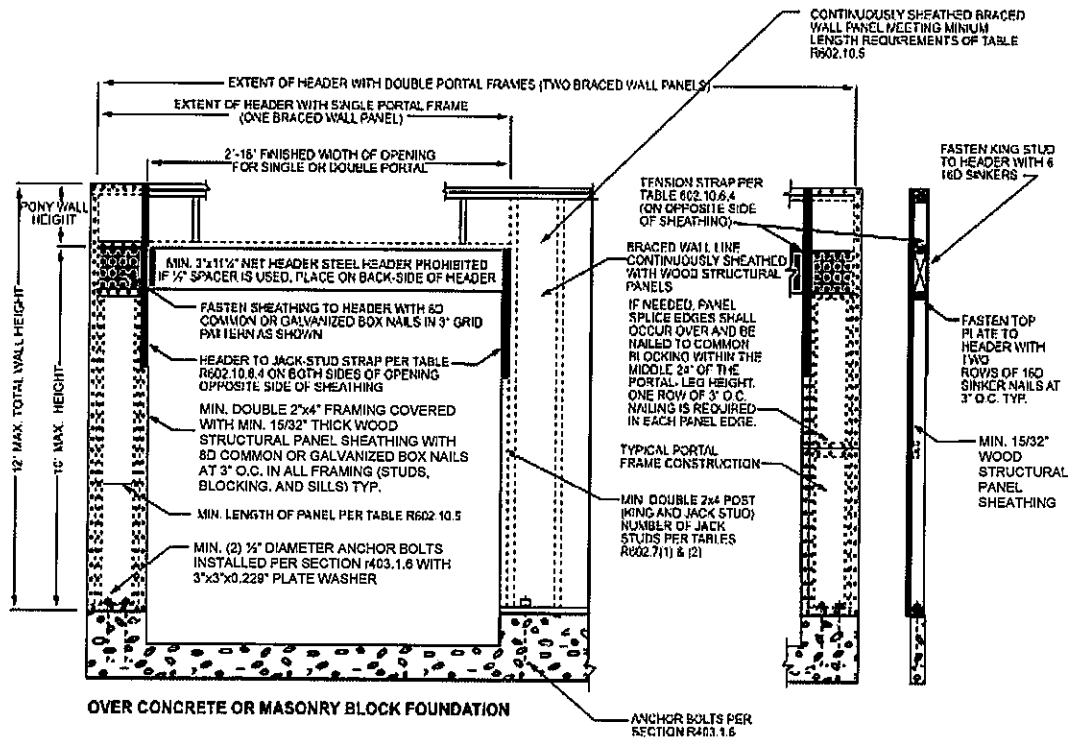 CONTINUOUSLY SHEATHED BRACED
WALL PANEL MEETING MINIUM
LENGTH REQUIREMENTS OF TABLE
R602.10.5
EXTENT OF HEADER WITH DOUBLE PORTAL FRAMES (TWO BRACED WALL PANELS)
EXTENT OF HEADER WITH SINGLE PORTAL FRAME
(ONE BRACED WALL PANEL)
2'-18' FINISHED WIDTH OF OPENING
FOR SINGLE OR DOUBLE PORTAL
FASTEN KING STUD
TO HEADER WITH 6
16D SINKERS
PONY WALL
HEIGHT
TENSION STRAP PER
TABLE 602.10.6.4
(ON OPPOSITE SIDE
OF SHEATHING)
MIN. 3"x11¼" NET HEADER STEEL HEADER PROHIBITED
IF ½" SPACER IS USED, PLACE ON BACK-SIDE OF HEADER
BRACED WALL LINE
CONTINUOUSLY SHEATHED
WITH WOOD STRUCTURAL
PANELS
FASTEN SHEATHING TO HEADER WITH 8D
COMMON OR GALVANIZED BOX NAILS IN 3" GRID
PATTERN AS SHOWN
IF NEEDED, PANEL
SPLICE EDGES SHALL
OCCUR OVER AND BE
NAILED TO COMMON
BLOCKING WITHIN THE
MIDDLE 24" OF THE
PORTAL-LEG HEIGHT.
ONE ROW OF 3" O.C.
NAILING IS REQUIRED
IN EACH PANEL EDGE.
FASTEN TOP
PLATE TO
HEADER WITH
TWO
ROWS OF 16D
SINKER NAILS AT
3" O.C. TYP.
HEADER TO JACK-STUD STRAP PER TABLE
R602.10.6.4 ON BOTH SIDES OF OPENING
OPPOSITE SIDE OF SHEATHING
12' MAX. TOTAL WALL HEIGHT
10' MAX. HEIGHT
MIN. DOUBLE 2"x4" FRAMING COVERED
WITH MIN. 15/32" THICK WOOD
STRUCTURAL PANEL SHEATHING WITH
8D COMMON OR GALVANIZED BOX NAILS
AT 3" O.C. IN ALL FRAMING (STUDS,
BLOCKING, AND SILLS) TYP.
TYPICAL PORTAL
FRAME CONSTRUCTION
MIN. 15/32"
WOOD
STRUCTURAL
PANEL
SHEATHING
MIN. LENGTH OF PANEL PER TABLE R602.10.5
MIN. DOUBLE 2x4 POST
(KING AND JACK STUD)
NUMBER OF JACK
STUDS PER TABLES
R602.7(1) & (2)
MIN. (2) ½" DIAMETER ANCHOR BOLTS
INSTALLED PER SECTION r403.1.6 WITH
3"x3"x0.229" PLATE WASHER
OVER CONCRETE OR MASONRY BLOCK FOUNDATION
ANCHOR BOLTS PER
SECTION R403.1.6